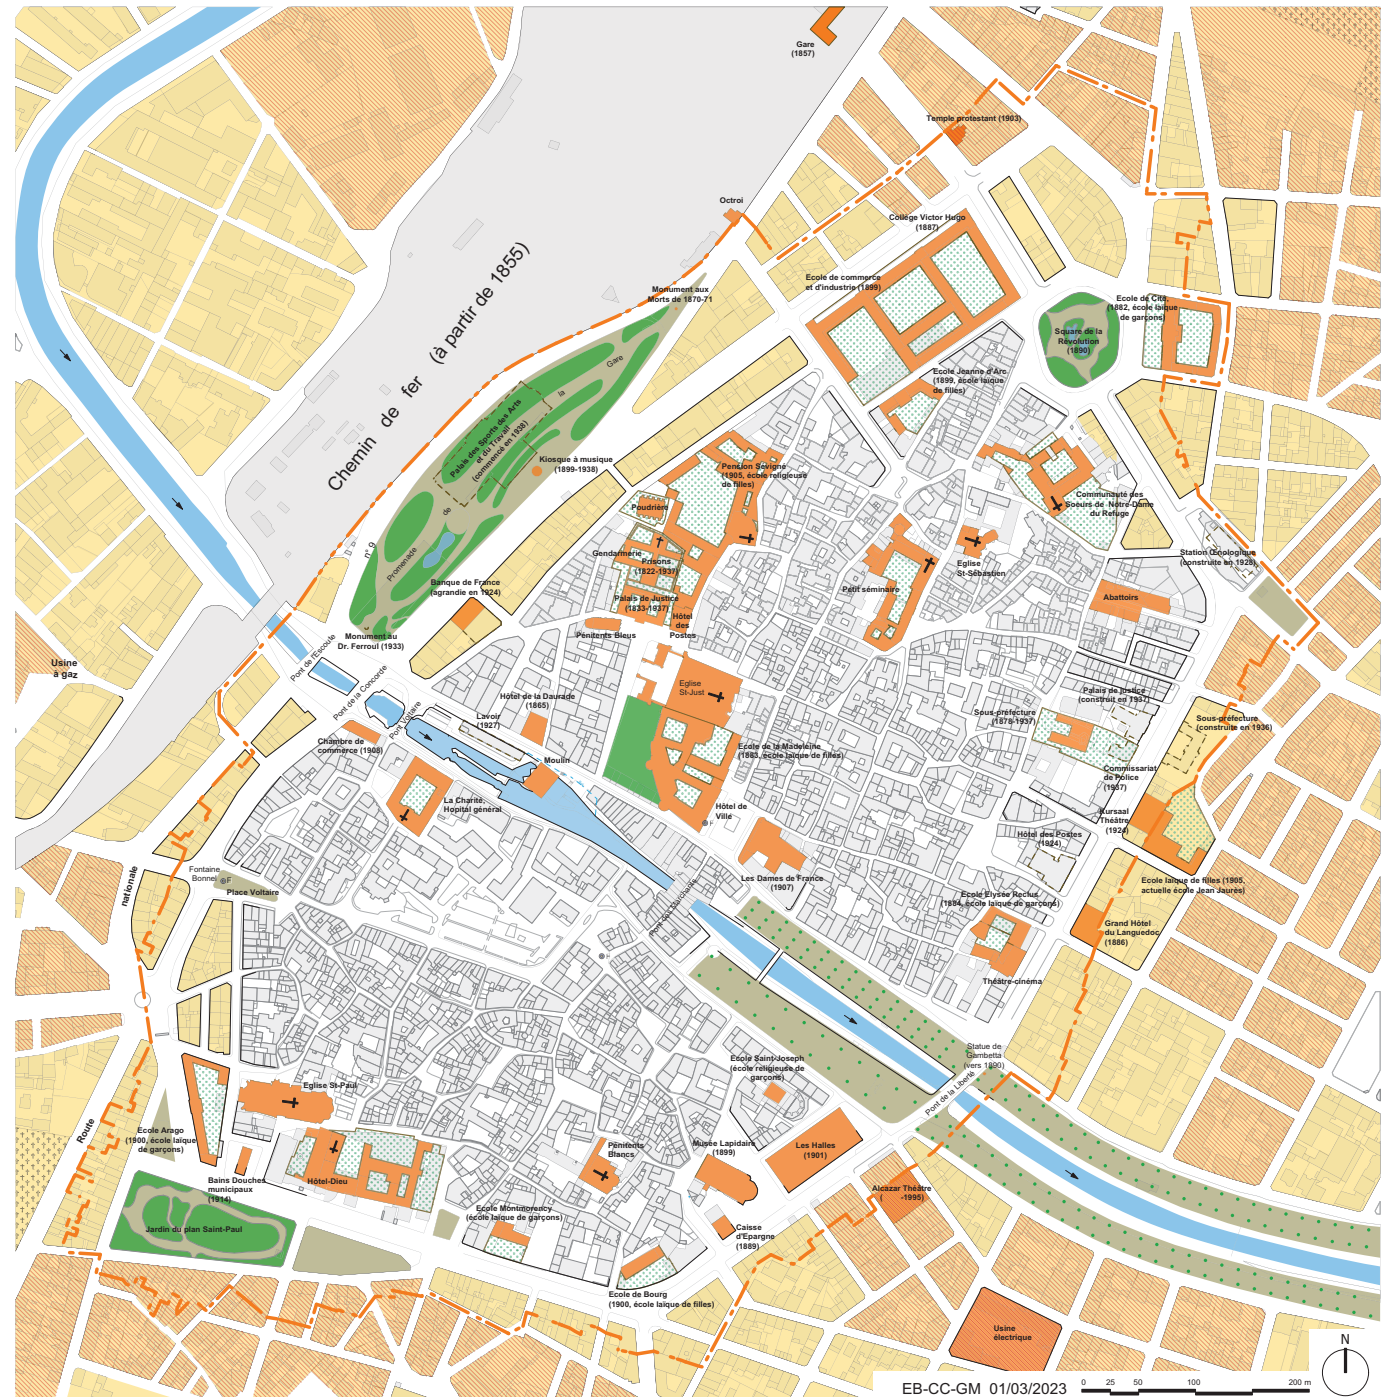 Gare
(1857)
Temple protestant (1903)
Octroi
Collège Victor Hugo
(1887)
Ecole de commerce
et d'industrie (1899)
Monument aux
Morts de 1870-71
Ecole de Cité,
(1882, école laïque
de garçons)
Square de la
Révolution
(1890)
Chemin de fer (à partir de 1855)
Promenade de la Gare
Ecole Jeanne d'Arc
(1899, école laïque
de filles)
Palais des Sports des Arts
et du Travail
(commencé en 1938)
Kiosque à musique
(1899-1938)
Pension Sévigné
(1905, école religieuse
de filles)
Poudrière
Communauté des
Soeurs de Notre-Dame
du Refuge
n° 9
Gendarmerie
Prisons
(1822-1937)
Eglise
St-Sébastien
Station Œnologique
(construite en 1928)
Banque de France
(agrandie en 1924)
Petit séminaire
Abattoirs
Palais de Justice
(1833-1937)
Hôtel
des
Postes
Pénitents Bleus
Monument au
Dr. Ferroul (1933)
Usine
à gaz
Pont de l'Escoute
Pont de la Concorde
Pont Voltaire
Eglise
St-Just
Hôtel de la Daurade
(1865)
Lavoir
(1927)
Palais de justice
(construit en 1937)
Sous-préfecture
(1878-1937)
Sous-préfecture
(construite en 1936)
Chambre de
commerce (1908)
Ecole de la Madeleine
(1883, école laïque de filles)
Moulin
Commissariat
de Police
(1937)
La Charité,
Hopital général
Hôtel de
Ville
F
Kursaal
Théâtre
(1924)
Hôtel des Postes
(1924)
Fontaine
Bonnel
F
Place Voltaire
nationale
Les Dames de France
(1907)
Ecole laïque de filles (1905,
actuelle école Jean Jaurès)
Ecole Elysée Reclus
(1884, école laïque de garçons)
Pont des Marchands
Grand Hôtel
du Languedoc
(1886)
F
Théâtre-cinéma
Statue de
Gambetta
(vers 1890)
Pont de la Liberté
Ecole Saint-Joseph
(école religieuse de
garçons)
Eglise St-Paul
Route
Ecole Arago
(1900, école laïque
de garçons)
Pénitents
Blancs
Musée Lapidaire
(1899)
Les Halles
(1901)
Bains Douches
municipaux
(1914)
Hôtel-Dieu
Alcazar Théâtre
( -1995)
Jardin du plan Saint-Paul
Ecole Montmorency
(école laïque de garçons)
Caisse
d'Epargne
(1889)
Ecole de Bourg
(1900, école laïque de filles)
Usine
électrique
N
EB-CC-GM 01/03/2023
0 25 50 100 200 m